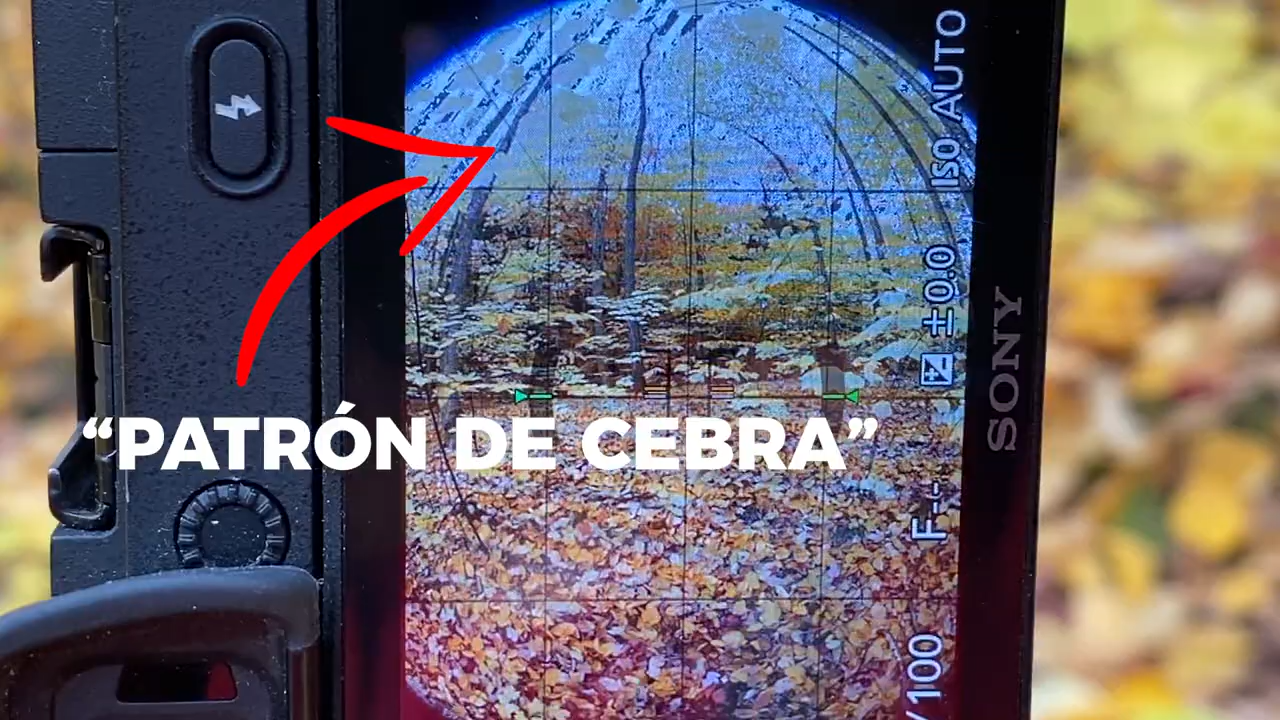 ISO AUTO
±0.0
SONY
“PATRÓN DE CEBRA”
F--
/100